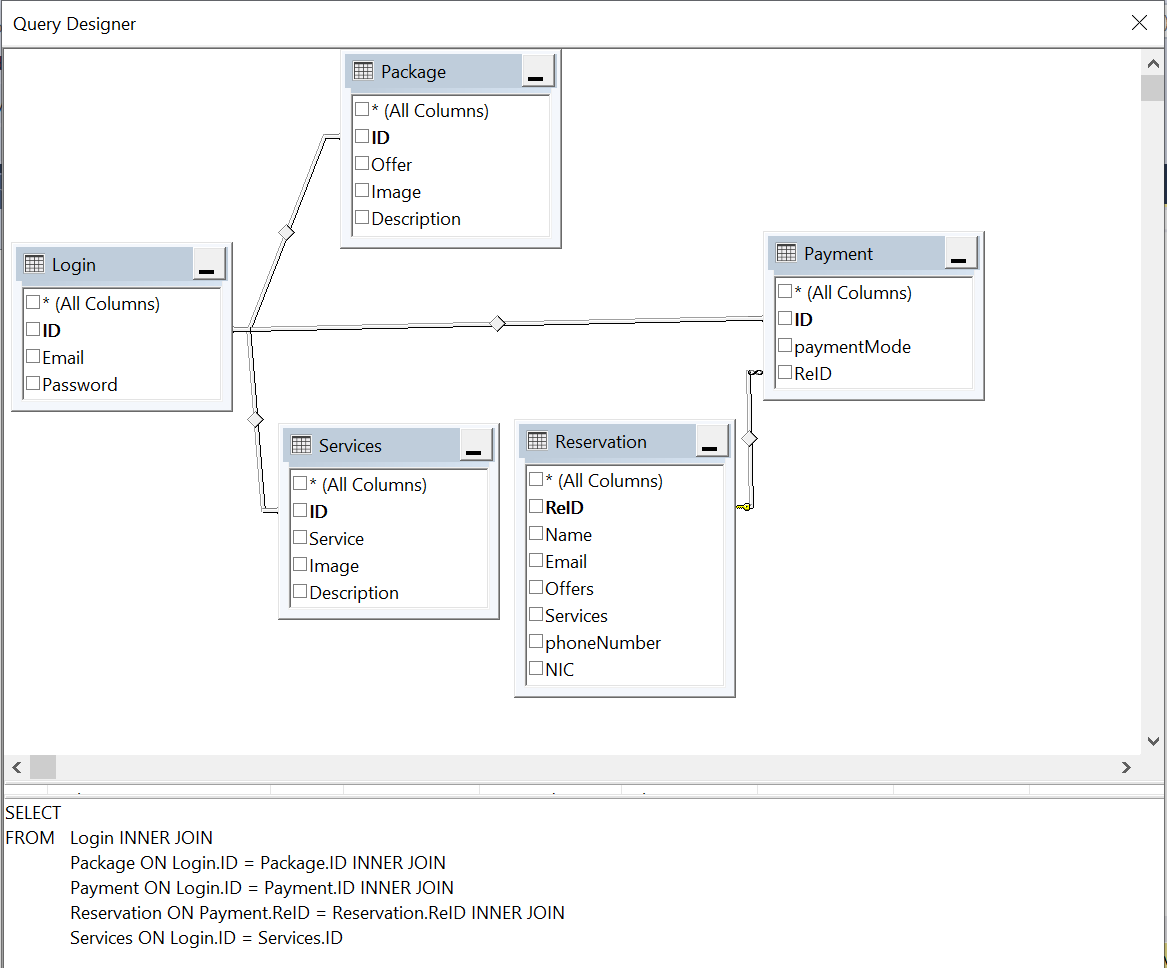 Query Designer
Package
* (All Columns)
ID
Offer
Image
Description
Login
* (All Columns)
ID
Email
Password
Payment
* (All Columns)
ID
paymentMode
ReID
Services
* (All Columns)
ID
Service
Image
Description
Reservation
* (All Columns)
ReID
Name
Email
Offers
Services
phoneNumber
NIC
SELECT
FROM Login INNER JOIN
Package ON Login.ID = Package.ID INNER JOIN
Payment ON Login.ID = Payment.ID INNER JOIN
Reservation ON Payment.ReID = Reservation.ReID INNER JOIN
Services ON Login.ID = Services.ID